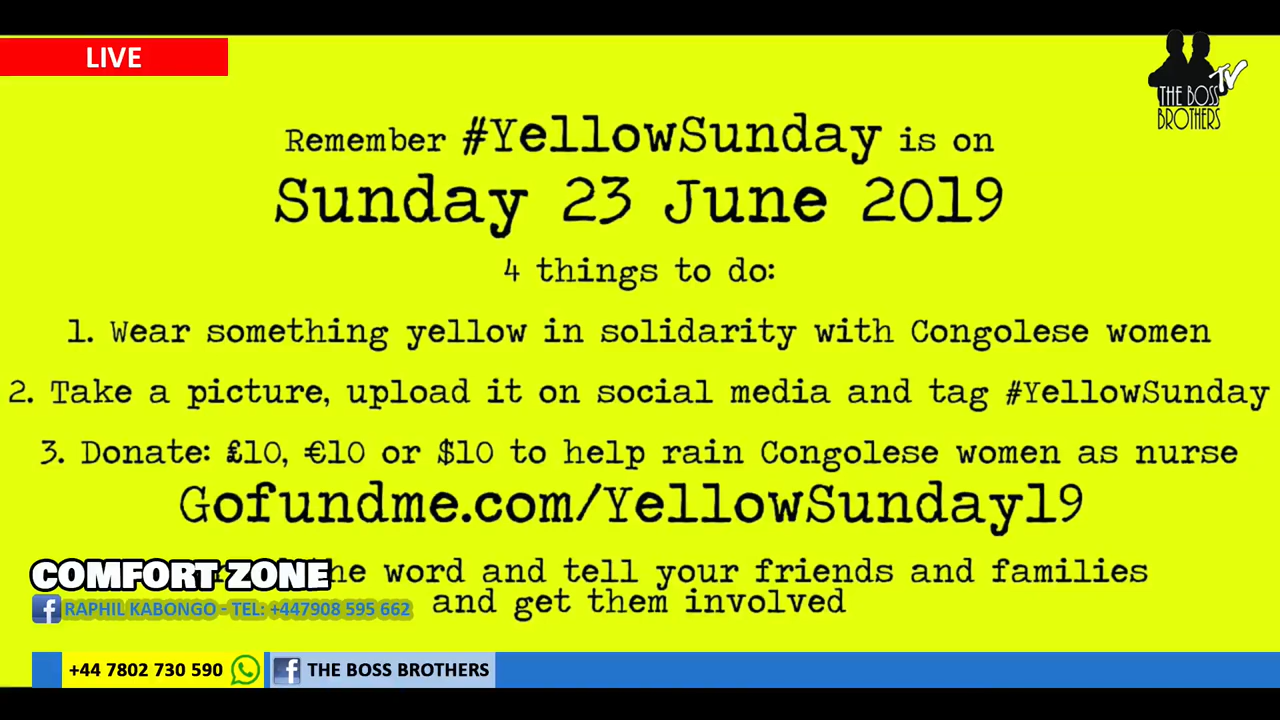 LIVE
TV
THE BOSS
BROTHERS
Remember #YellowSunday is on
Sunday 23 June 2019
4 things to do:
1. Wear something yellow in solidarity with Congolese women
2. Take a picture, upload it on social media and tag #YellowSunday
3. Donate: £10, €10 or $10 to help rain Congolese women as nurse
Gofundme.com/YellowSunday19
he word and tell your friends and families
and get them involved
COMFORT ZONE
RAPHIL KABONGO - TEL: +447908 595 662
+44 7802 730 590
THE BOSS BROTHERS